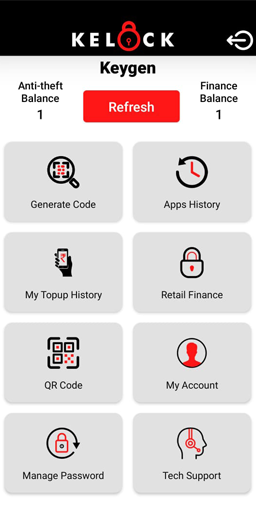 KELOCK
Keygen
Anti-theft
Balance
1
Refresh
Finance
Balance
1
Generate Code
Apps History
₹
My Topup History
Retail Finance
QR Code
My Account
Manage Password
Tech Support